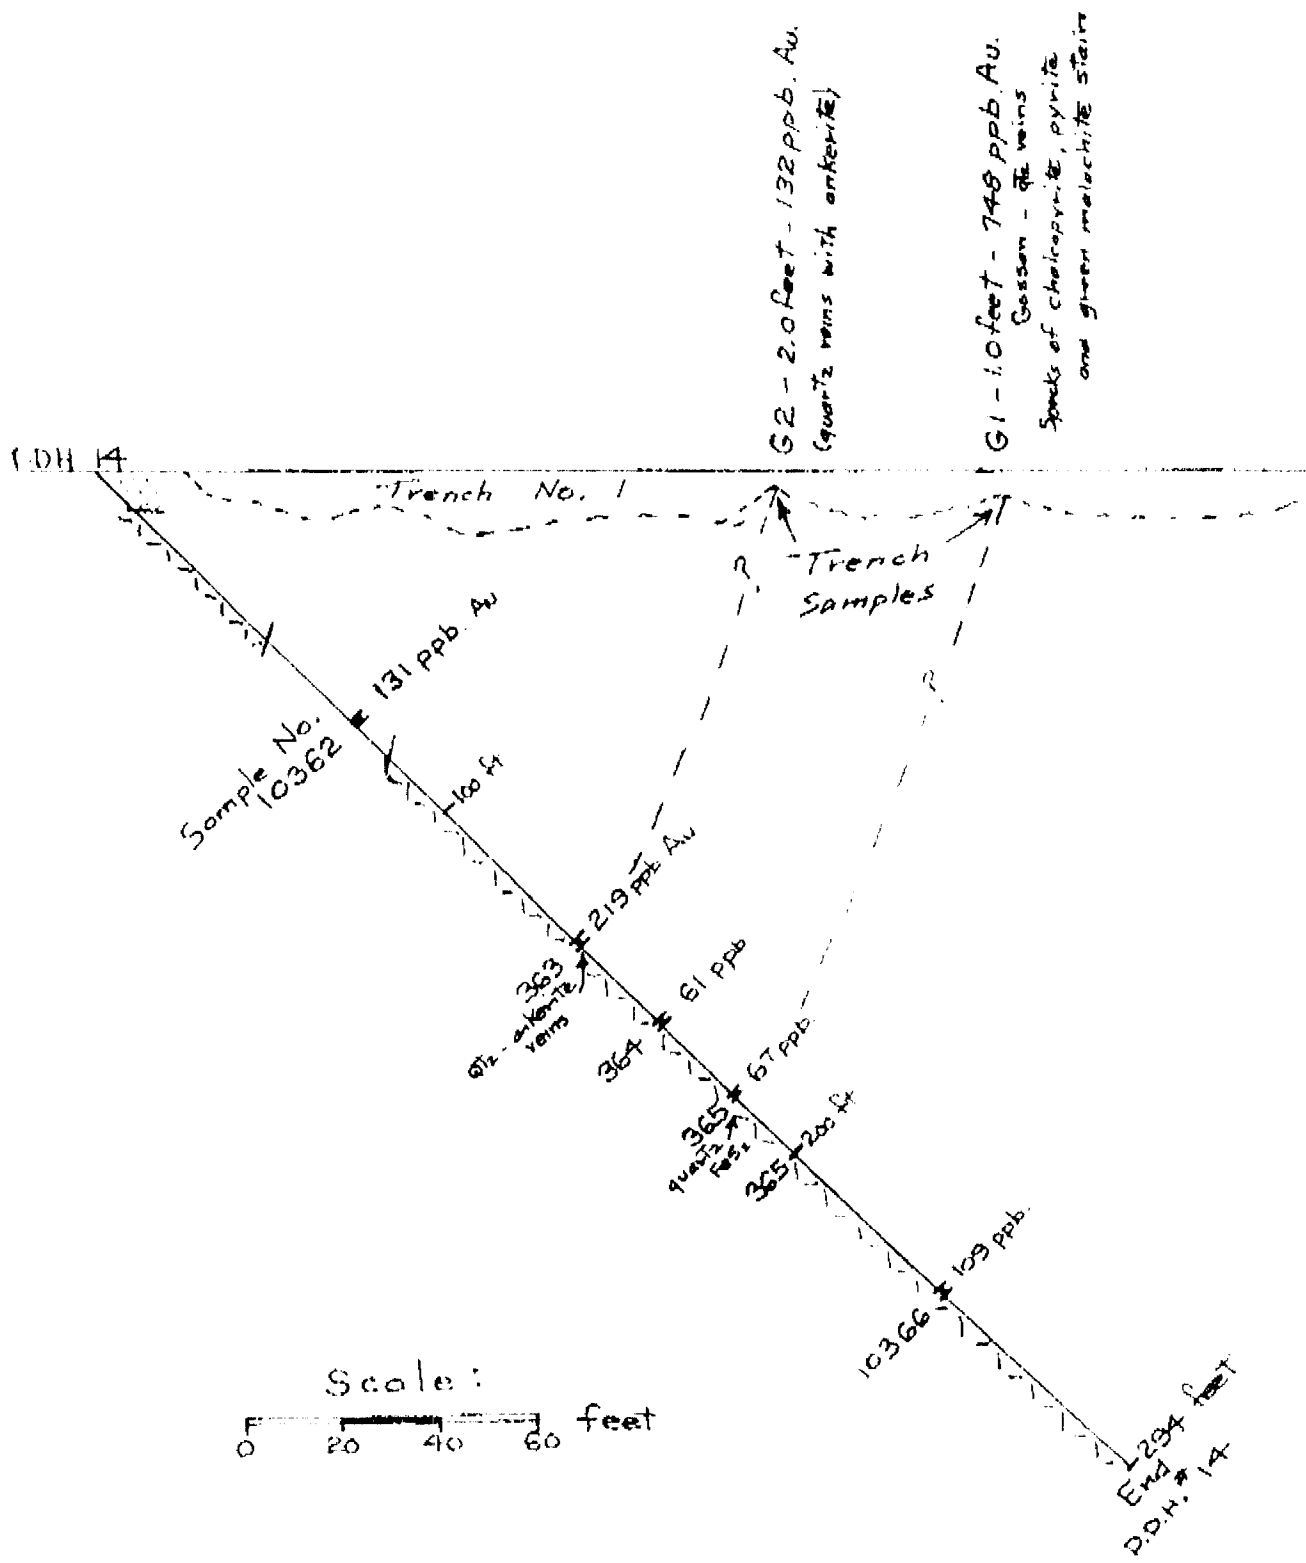 G2 - 2.0 feet - 132 ppb. Au.
(quartz veins with ankerite)
G1 - 1.0 feet - 748 ppb. Au.
Gossan - qtz veins
Specks of chalcopyrite, pyrite
and green malachite stain
DDH 14
Trench No. 1
Trench
Samples
?
?
131 ppb. Au
Sample No.
10362
100 ft
219 ppb Au
363
QTz - ankerite
veins
61 ppb
364
67 ppb.
365
quartz
FeS2
200 ft
365
109 ppb.
10366
Scale:
0 20 40 60 feet
294 feet
End #
D.D.H. 14